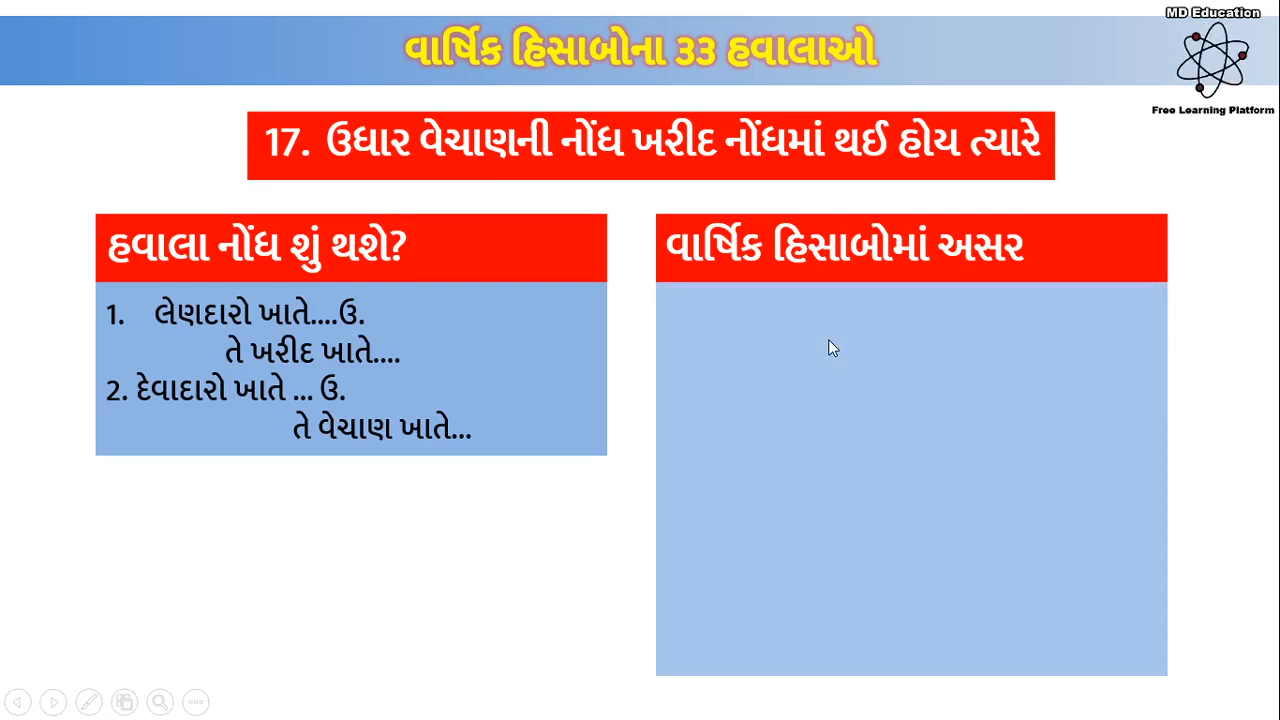 MD Education
વાર્ષિક હિસાબોના ૩૩ હવાલાઓ
Free Learning Platform
17. ઉધાર વેચાણની નોંધ ખરીદ નોંધમાં થઈ હોય ત્યારે
હવાલા નોંધ શું થશે?
1. લેણદારો ખાતે....ઉ.
તે ખરીદ ખાતે....
2. દેવાદારો ખાતે ... ઉ.
તે વેચાણ ખાતે...
વાર્ષિક હિસાબોમાં અસર